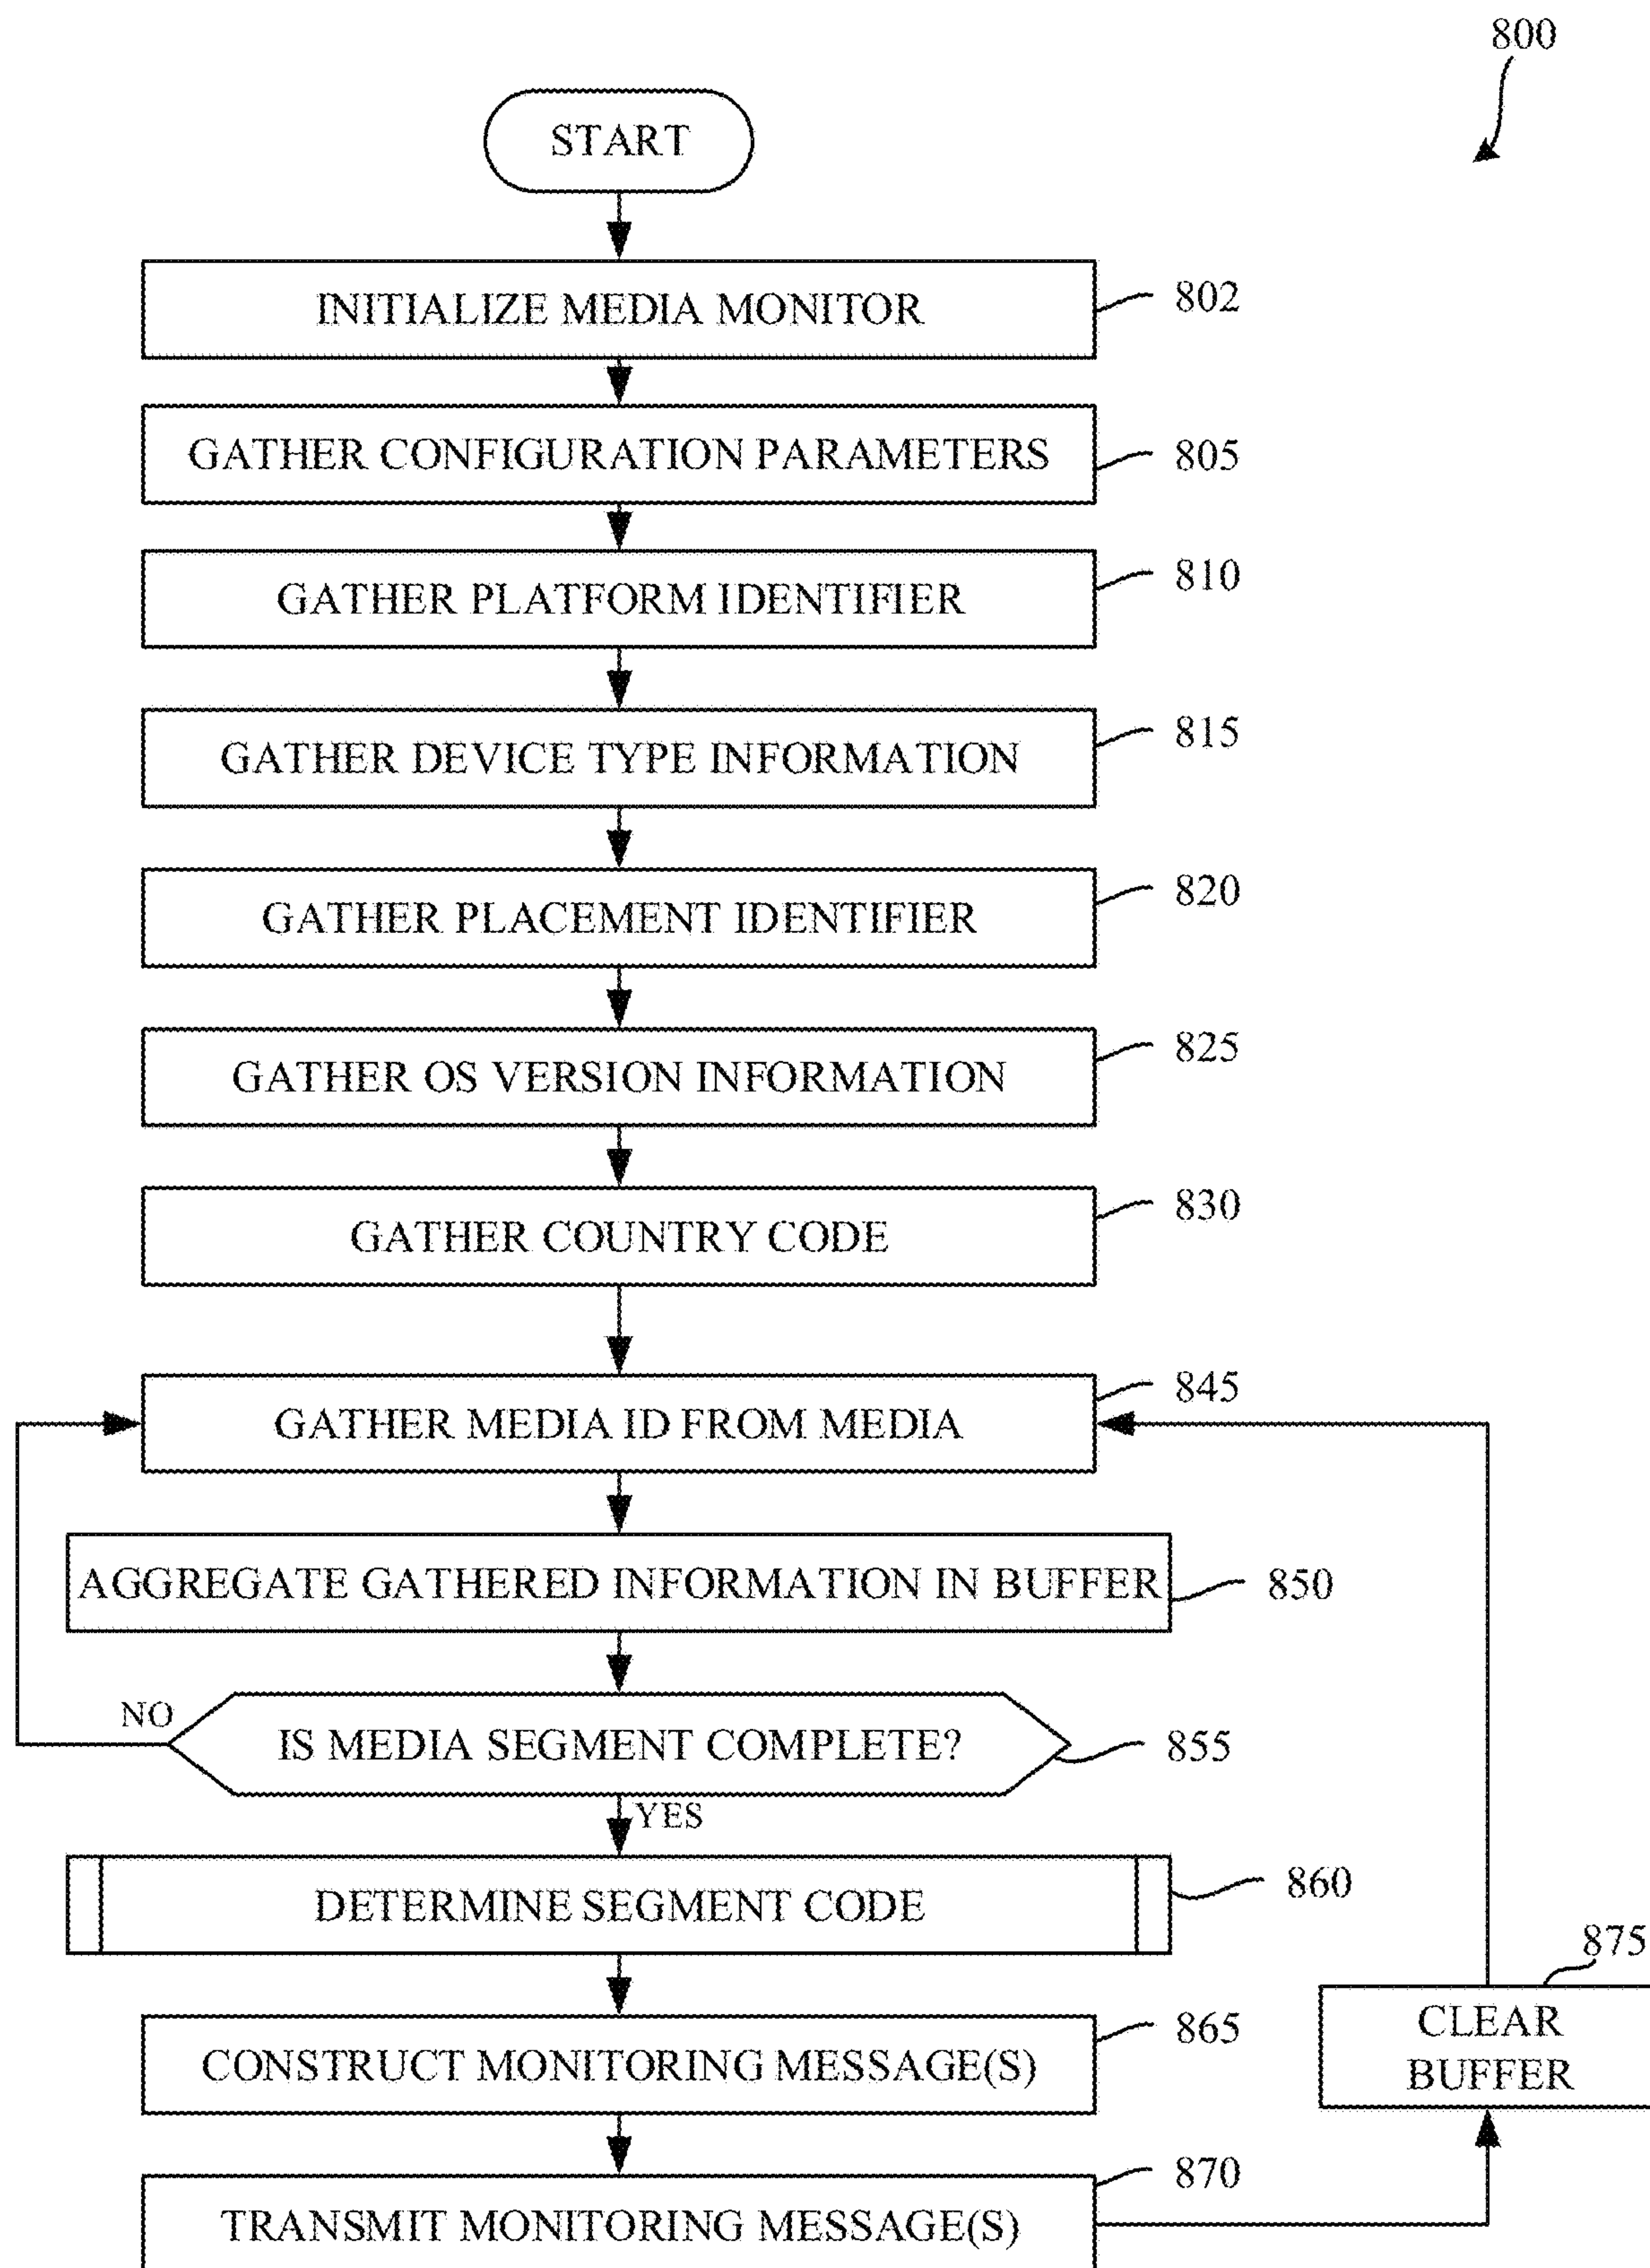 800
START
INITIALIZE MEDIA MONITOR
802
GATHER CONFIGURATION PARAMETERS
805
GATHER PLATFORM IDENTIFIER
810
GATHER DEVICE TYPE INFORMATION
815
GATHER PLACEMENT IDENTIFIER
820
GATHER OS VERSION INFORMATION
825
GATHER COUNTRY CODE
830
GATHER MEDIA ID FROM MEDIA
845
AGGREGATE GATHERED INFORMATION IN BUFFER
850
NO
IS MEDIA SEGMENT COMPLETE?
855
YES
DETERMINE SEGMENT CODE
860
875
CLEAR
BUFFER
CONSTRUCT MONITORING MESSAGE(S)
865
TRANSMIT MONITORING MESSAGE(S)
870